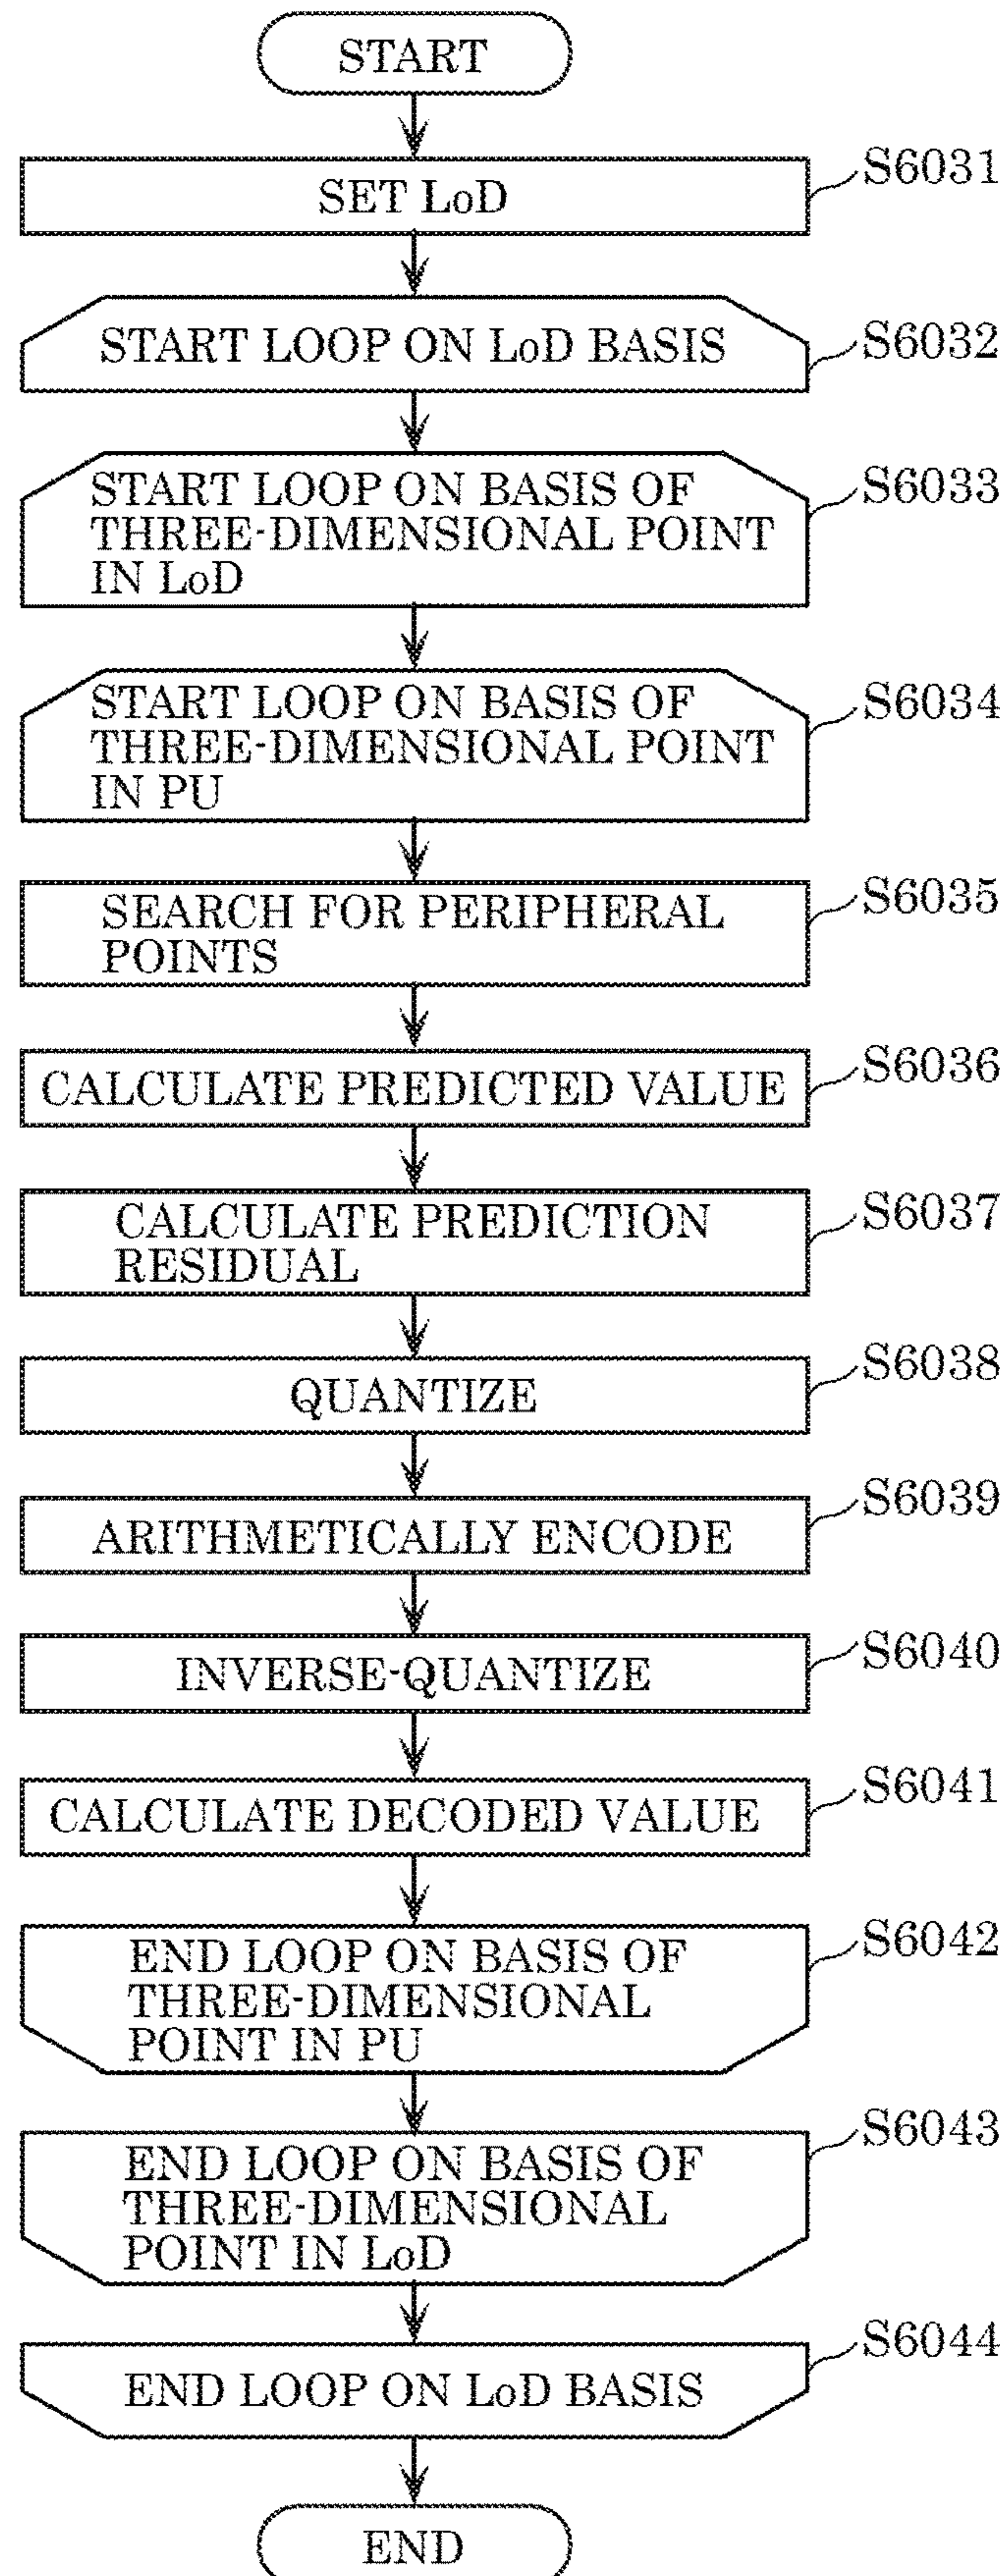 START
SET LoD
S6031
START LOOP ON LoD BASIS
S6032
START LOOP ON BASIS OF
THREE-DIMENSIONAL POINT
IN LoD
S6033
START LOOP ON BASIS OF
THREE-DIMENSIONAL POINT
IN PU
S6034
SEARCH FOR PERIPHERAL
POINTS
S6035
CALCULATE PREDICTED VALUE
S6036
CALCULATE PREDICTION
RESIDUAL
S6037
QUANTIZE
S6038
ARITHMETICALLY ENCODE
S6039
INVERSE-QUANTIZE
S6040
CALCULATE DECODED VALUE
S6041
END LOOP ON BASIS OF
THREE-DIMENSIONAL
POINT IN PU
S6042
END LOOP ON BASIS OF
THREE-DIMENSIONAL
POINT IN LoD
S6043
END LOOP ON LoD BASIS
S6044
END